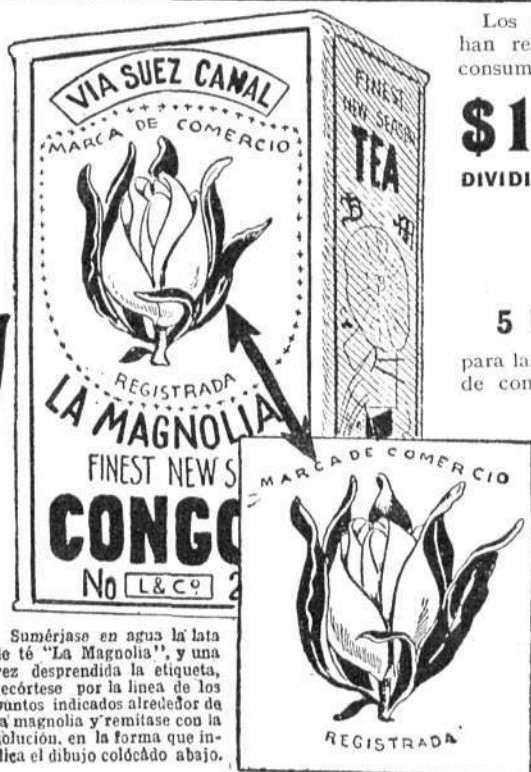 VIA SUEZ CANAL
MARCA DE COMERCIO
REGISTRADA
LA MAGNOLIA
FINEST NEW S
CONGO
No L&Cº 2
FINEST
NEW SEASON
TEA
MARCA DE COMERCIO
REGISTRADA
Sumérjase en agua la lata
de té "La Magnolia", y una
vez desprendida la etiqueta,
recórtese por la linea de los
puntos indicados alrededor de
la magnolia y remitase con la
solución, en la forma que in-
dica el dibujo colócado abajo.
Los
han re
consum
$1
DIVIDI
5
para la
de con